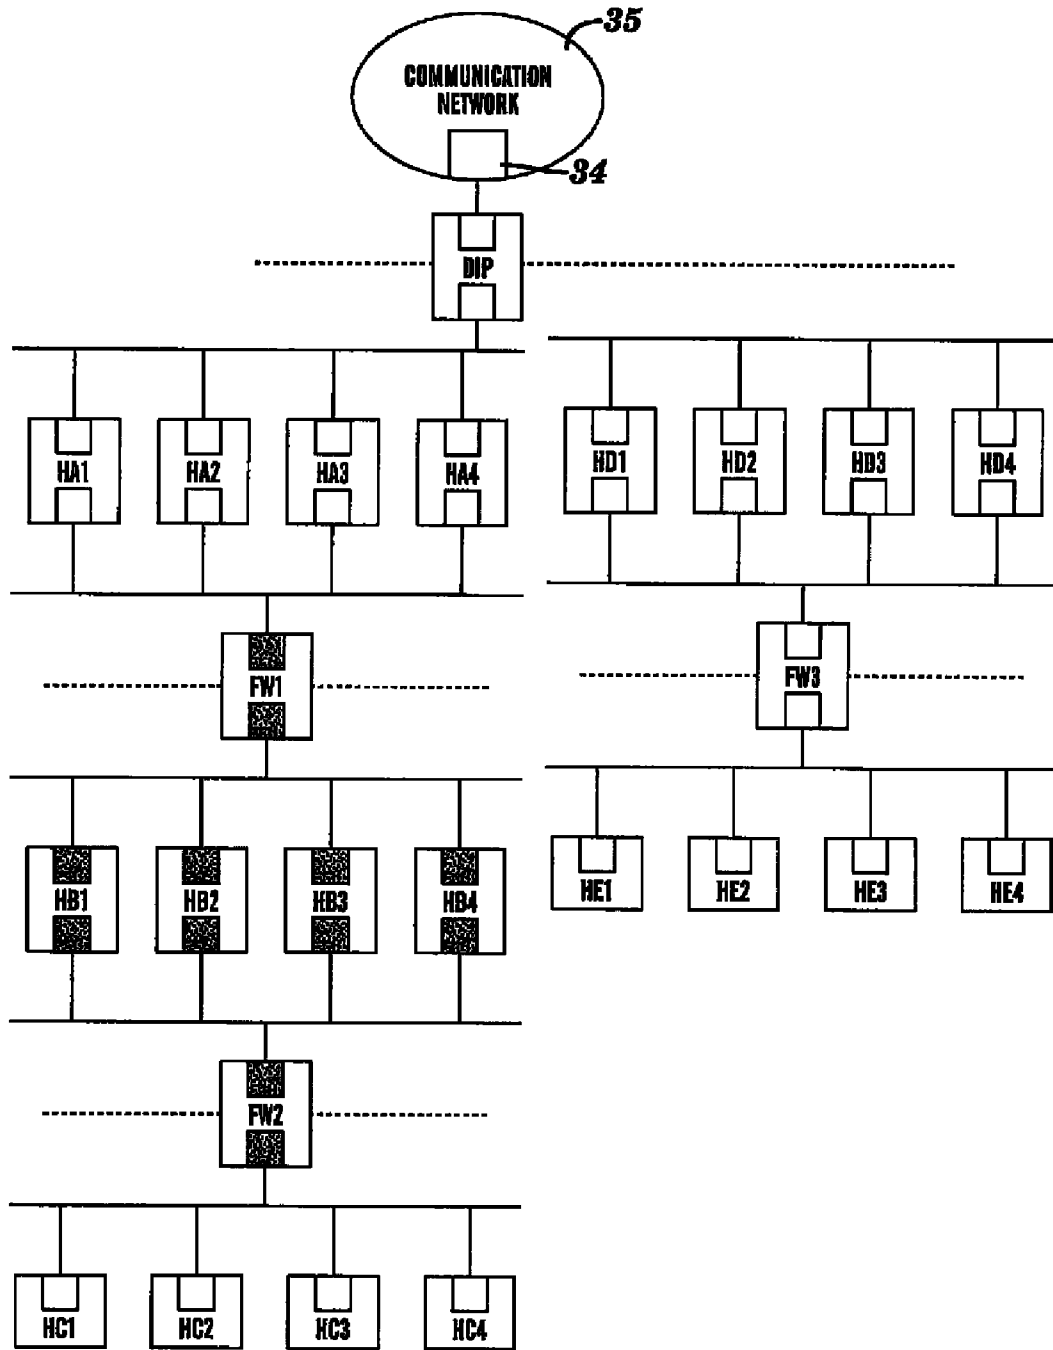 35
COMMUNICATION
NETWORK
34
DIP
HA1 HA2 HA3 HA4
HD1 HD2 HD3 HD4
FW1
FW3
HB1 HB2 HB3 HB4
HE1 HE2 HE3 HE4
FW2
HC1 HC2 HC3 HC4